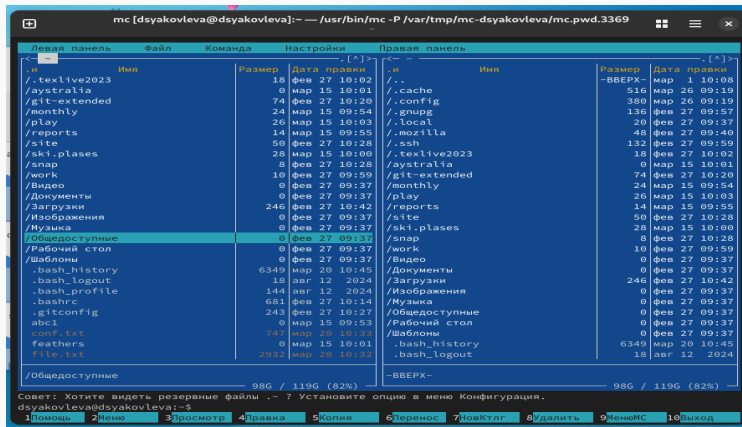 mc [dsyakovleva@dsyakovleva]:~ — /usr/bin/mc -P /var/tmp/mc-dsyakovleva/mc.pwd.3369
Левая панель Файл Команда Настройки Правая панель
<— ~ .[^]> <— ~ .[^]>
.и Имя Размер Дата правки .и Имя Размер Дата правки
/.texlive2023 18 фев 27 10:02 /.. -ВВЕРХ- мар 1 10:08
/aystralia 0 мар 15 10:01 /.cache 516 мар 26 09:19
/git-extended 74 фев 27 10:20 /.config 380 мар 26 09:19
/monthly 24 мар 15 09:54 /.gnupg 136 фев 27 09:57
/play 26 мар 15 10:03 /.local 20 фев 27 09:37
/reports 14 мар 15 09:55 /.mozilla 48 фев 27 09:40
/site 50 фев 27 10:28 /.ssh 132 фев 27 09:59
/ski.plases 28 мар 15 10:00 /.texlive2023 18 фев 27 10:02
/snap 8 фев 27 10:28 /aystralia 0 мар 15 10:01
/work 10 фев 27 09:59 /git-extended 74 фев 27 10:20
/Видео 0 фев 27 09:37 /monthly 24 мар 15 09:54
/Документы 0 фев 27 09:37 /play 26 мар 15 10:03
/Загрузки 246 фев 27 10:42 /reports 14 мар 15 09:55
/Изображения 0 фев 27 09:37 /site 50 фев 27 10:28
/Музыка 0 фев 27 09:37 /ski.plases 28 мар 15 10:00
/Общедоступные 0 фев 27 09:37 /snap 8 фев 27 10:28
/Рабочий стол 0 фев 27 09:37 /work 10 фев 27 09:59
/Шаблоны 0 фев 27 09:37 /Видео 0 фев 27 09:37
.bash_history 6349 мар 20 10:45 /Документы 0 фев 27 09:37
.bash_logout 18 авг 12 2024 /Загрузки 246 фев 27 10:42
.bash_profile 144 авг 12 2024 /Изображения 0 фев 27 09:37
.bashrc 681 фев 27 10:14 /Музыка 0 фев 27 09:37
.gitconfig 243 фев 27 10:27 /Общедоступные 0 фев 27 09:37
abc1 0 мар 15 09:53 /Рабочий стол 0 фев 27 09:37
conf.txt 747 мар 20 10:33 /Шаблоны 0 фев 27 09:37
feathers 0 мар 15 10:01 .bash_history 6349 мар 20 10:45
file.txt 2932 мар 20 10:32 .bash_logout 18 авг 12 2024
/Общедоступные -ВВЕРХ-
98G / 119G (82%) 98G / 119G (82%)
Совет: Хотите видеть резервные файлы .~ ? Установите опцию в меню Конфигурация.
dsyakovleva@dsyakovleva:~$
1Помощь 2Меню 3Просмотр 4Правка 5Копия 6Перенос 7НовКтлг 8Удалить 9МенюМС 10Выход